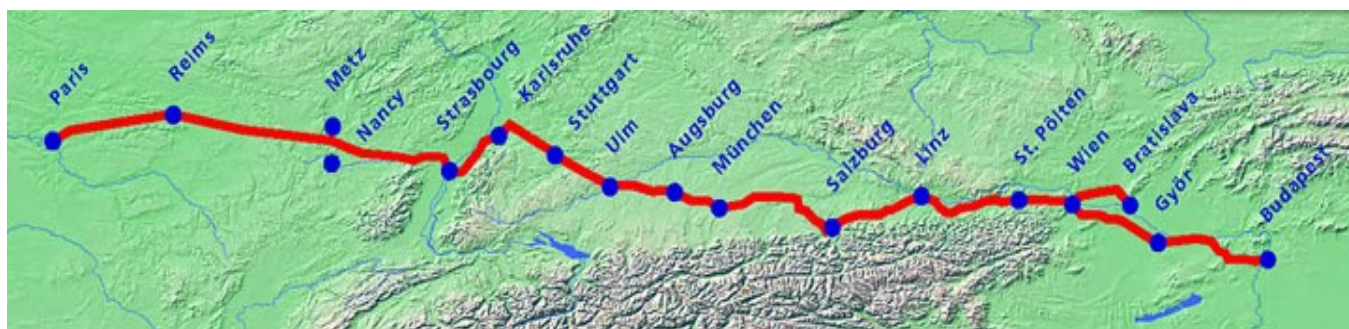 Paris
Reims
Metz
Nancy
Strasbourg
Karlsruhe
Stuttgart
Ulm
Augsburg
München
Salzburg
Linz
St. Pölten
Wien
Bratislava
Györ
Budapest